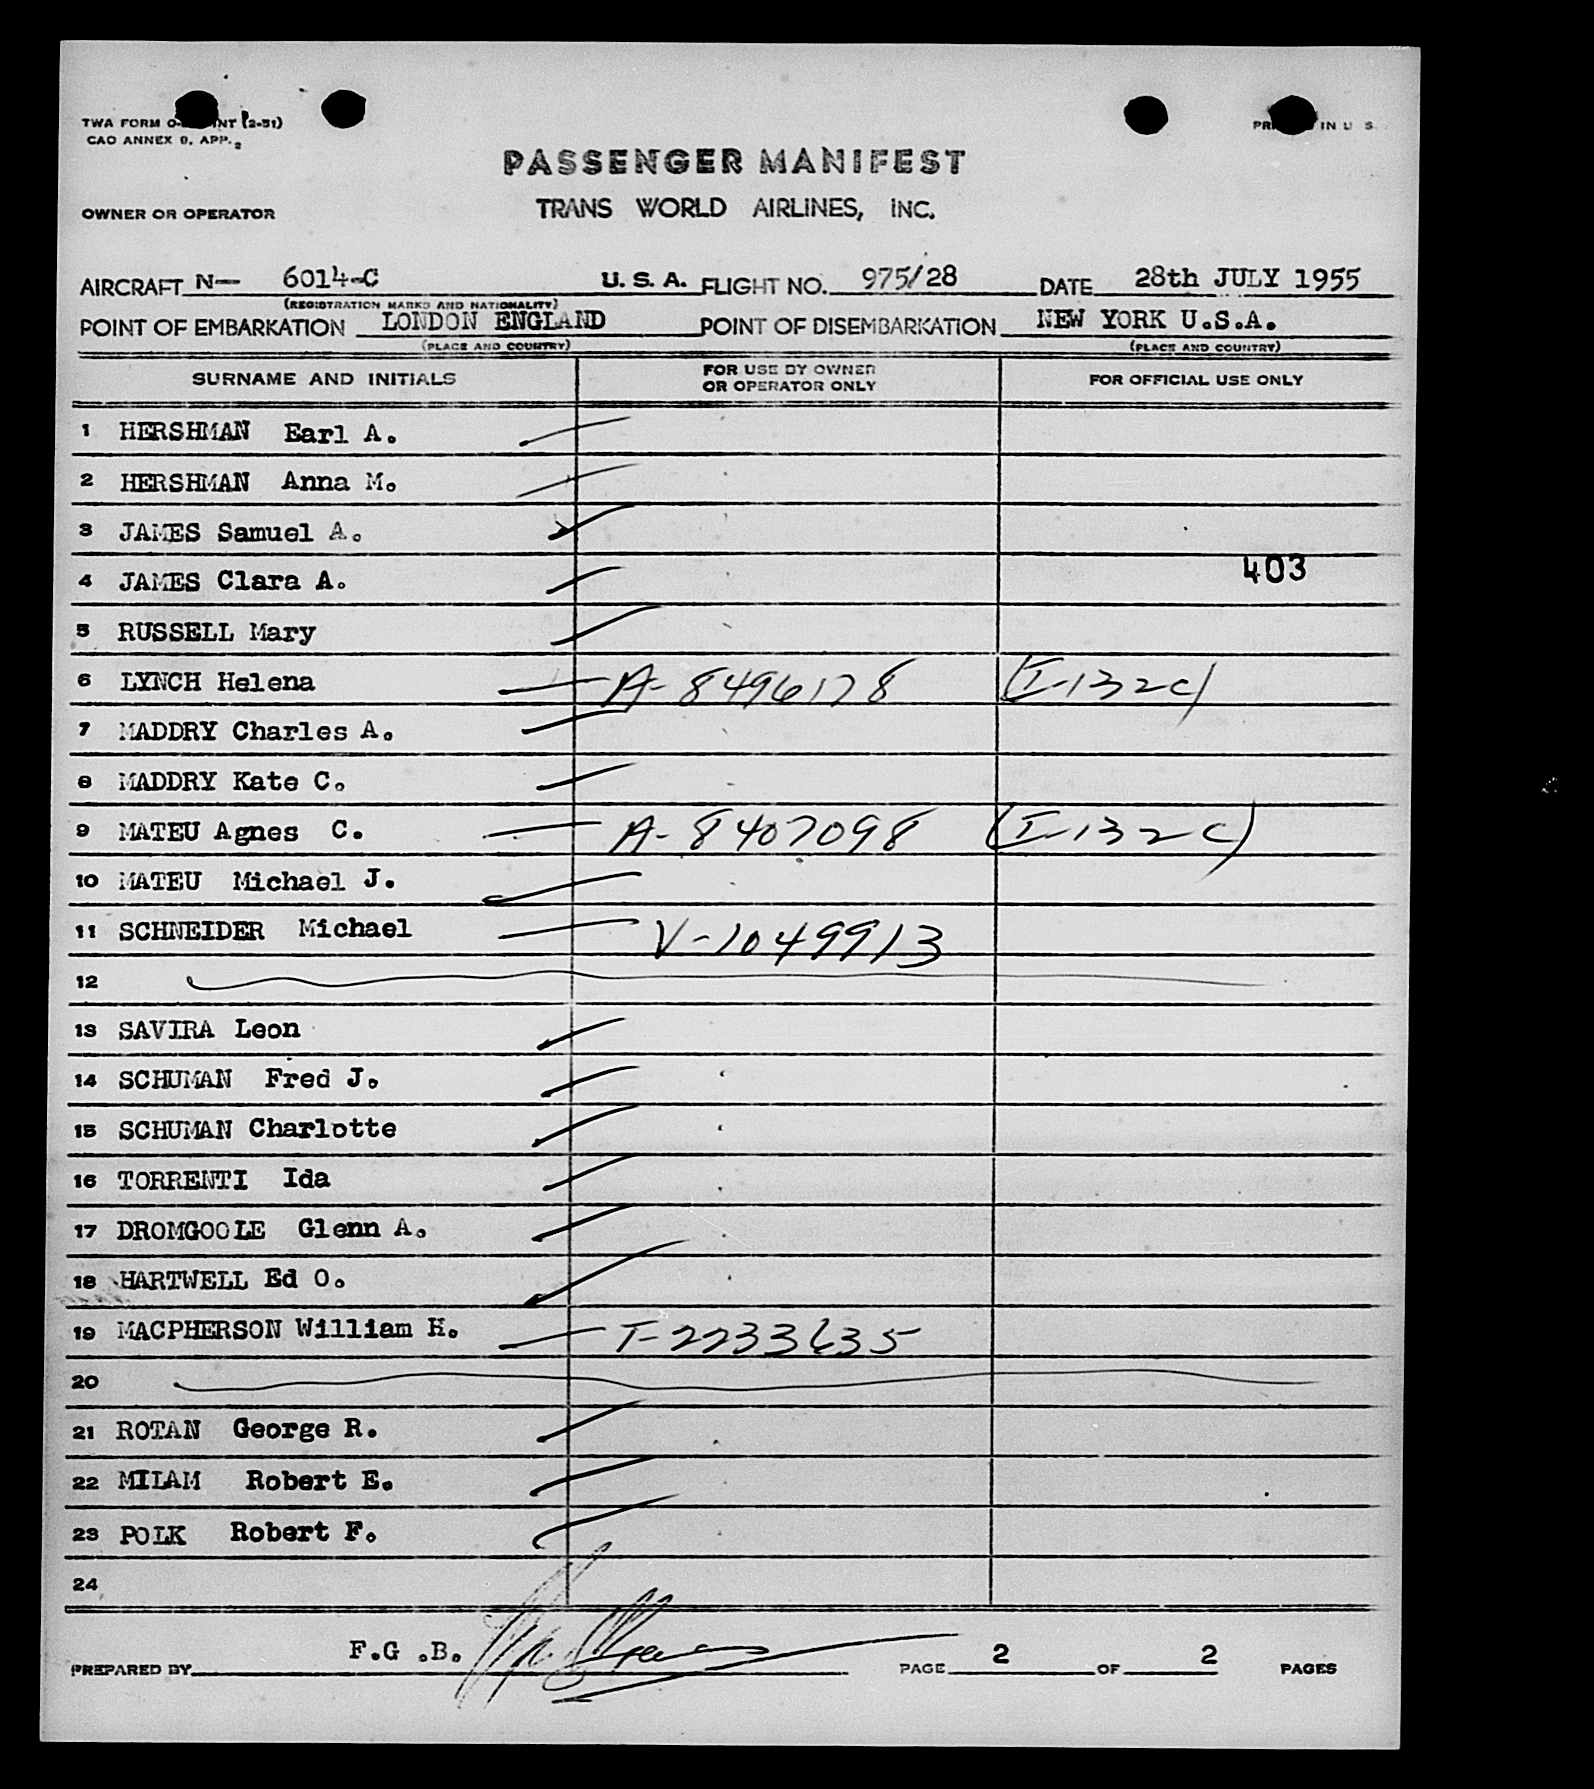 TWA FORM O- INT (2-51)
CAO ANNEX 9, APP. 2
PRINTED IN U S.
PASSENGER MANIFEST
OWNER OR OPERATOR
TRANS WORLD AIRLINES, INC.
AIRCRAFT N— 6014-C U. S. A. FLIGHT NO. 975/28 DATE 28th JULY 1955
(REGISTRATION MARKS AND NATIONALITY)
POINT OF EMBARKATION LONDON ENGLAND POINT OF DISEMBARKATION NEW YORK U.S.A.
(PLACE AND COUNTRY) (PLACE AND COUNTRY)
SURNAME AND INITIALS FOR USE BY OWNER OR OPERATOR ONLY FOR OFFICIAL USE ONLY
1 HERSHMAN Earl A.
2 HERSHMAN Anna M.
3 JAMES Samuel A.
403
4 JAMES Clara A.
5 RUSSELL Mary
6 LYNCH Helena A-8496178 (I-132C)
7 MADDRY Charles A.
8 MADDRY Kate C.
9 MATEU Agnes C. A-8407098 (I-132C)
10 MATEU Michael J.
11 SCHNEIDER Michael V-1049913
12
13 SAVIRA Leon
14 SCHUMAN Fred J.
15 SCHUMAN Charlotte
16 TORRENTI Ida
17 DROMGOOLE Glenn A.
18 HARTWELL Ed O.
19 MACPHERSON William H. T-2233635
20
21 ROTAN George R.
22 MILAM Robert E.
23 POLK Robert F.
24
PREPARED BY F.G .B. PAGE 2 OF 2 PAGES